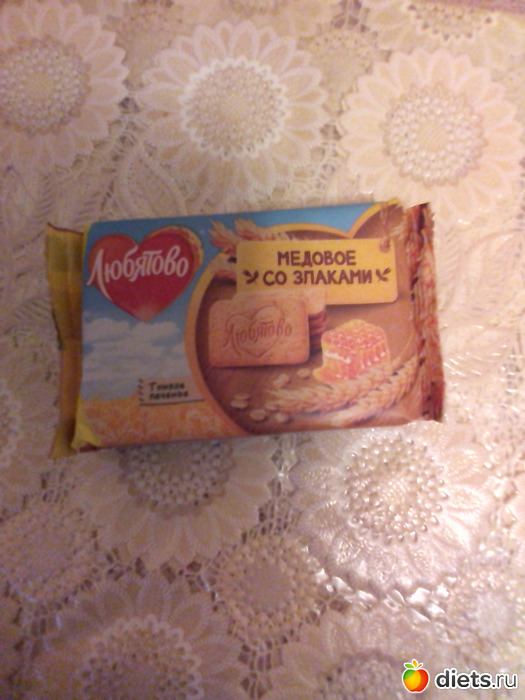 Любятово
МЕДОВОЕ
СО ЗЛАКАМИ
Любятово
Тонкое
печенье
diets.ru